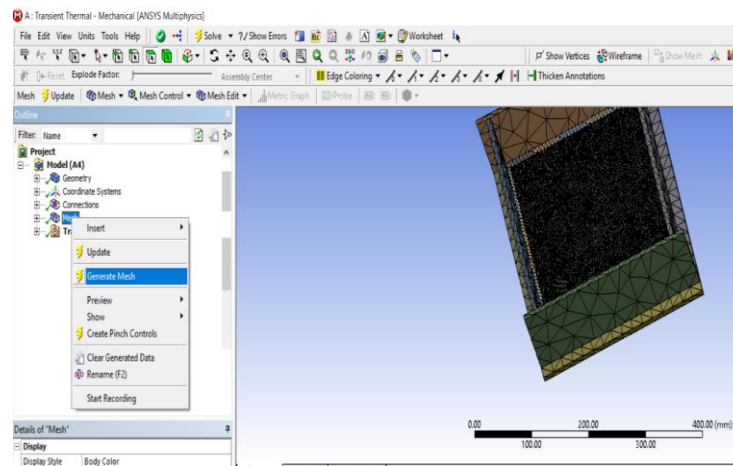 A : Transient Thermal - Mechanical [ANSYS Multiphysics]
File Edit View Units Tools Help Solve ▾ ?/ Show Errors Worksheet
Show Vertices Wireframe Show Mesh
Reset Explode Factor: Assembly Center Edge Coloring ▾ Thicken Annotations
Mesh Update Mesh ▾ Mesh Control ▾ Mesh Edit ▾ Metric Graph Probe
Outline
Filter: Name
Project
Model (A4)
Geometry
Coordinate Systems
Connections
Insert
Update
Generate Mesh
Preview
Show
Create Pinch Controls
Clear Generated Data
Rename (F2)
Start Recording
0.00 200.00 400.00 (mm)
100.00 300.00
Details of "Mesh"
Display
Display Style Body Color